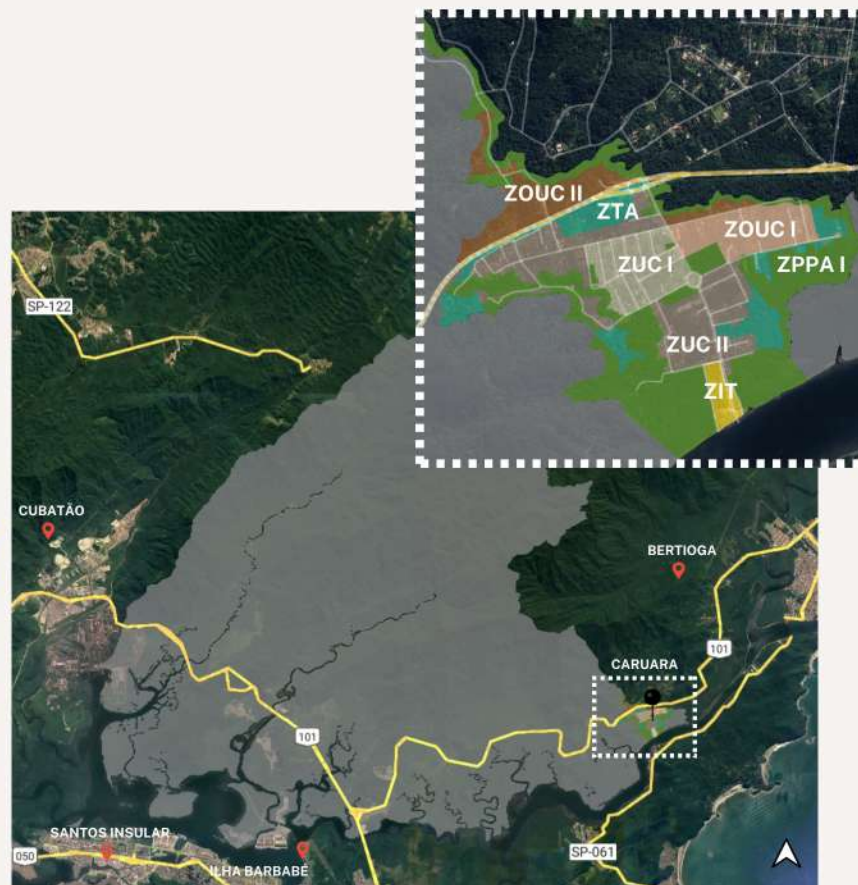 ZOUC II
ZTA
ZOUC I
ZUC I
ZPPA I
ZUC II
ZIT
SP-122
CUBATÃO
BERTIOGA
101
CARUARA
101
SANTOS INSULAR
050
ILHA BARBABÉ
SP-061